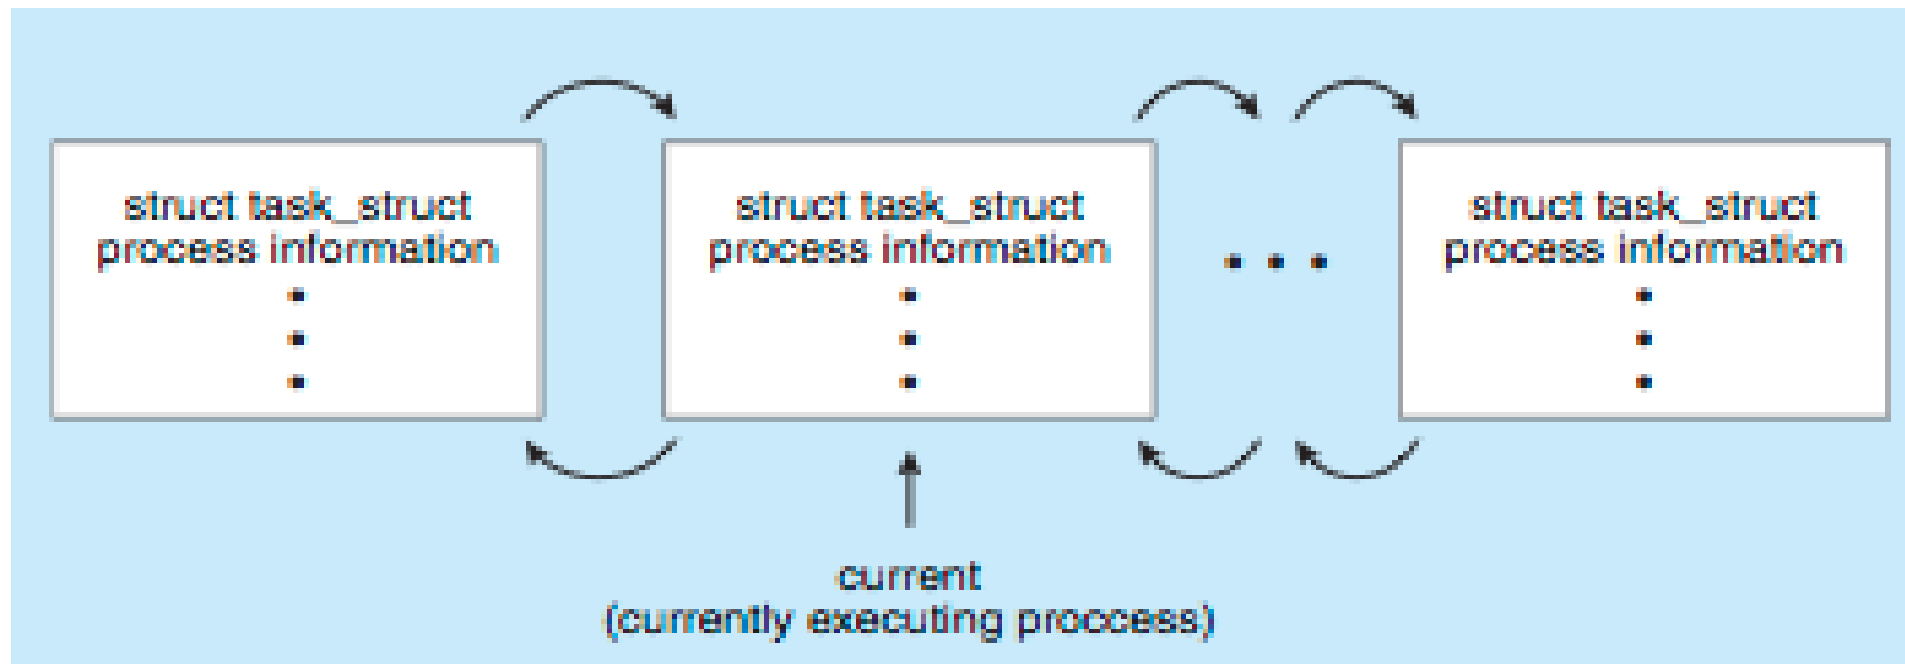 struct task_struct
process information
struct task_struct
process information
. . .
struct task_struct
process information
current
(currently executing proccess)